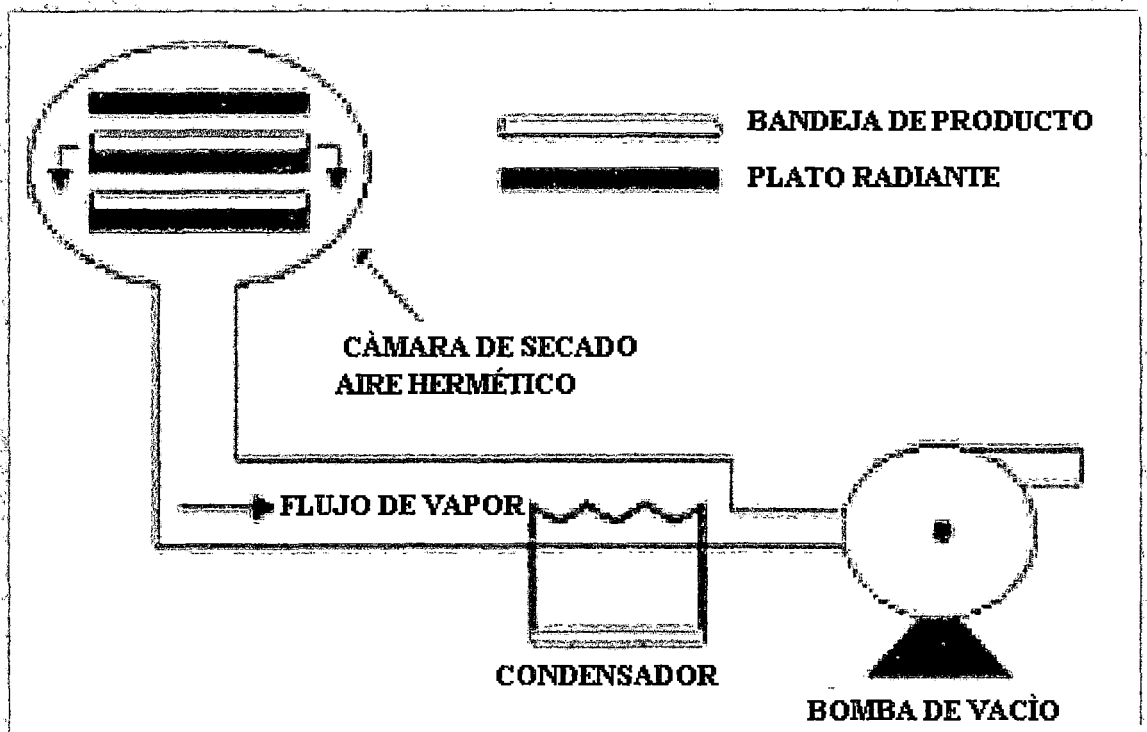 BANDEJA DE PRODUCTO
PLATO RADIANTE
CÀMARA DE SECADO
AIRE HERMÉTICO
FLUJO DE VAPOR
CONDENSADOR
BOMBA DE VACÌO